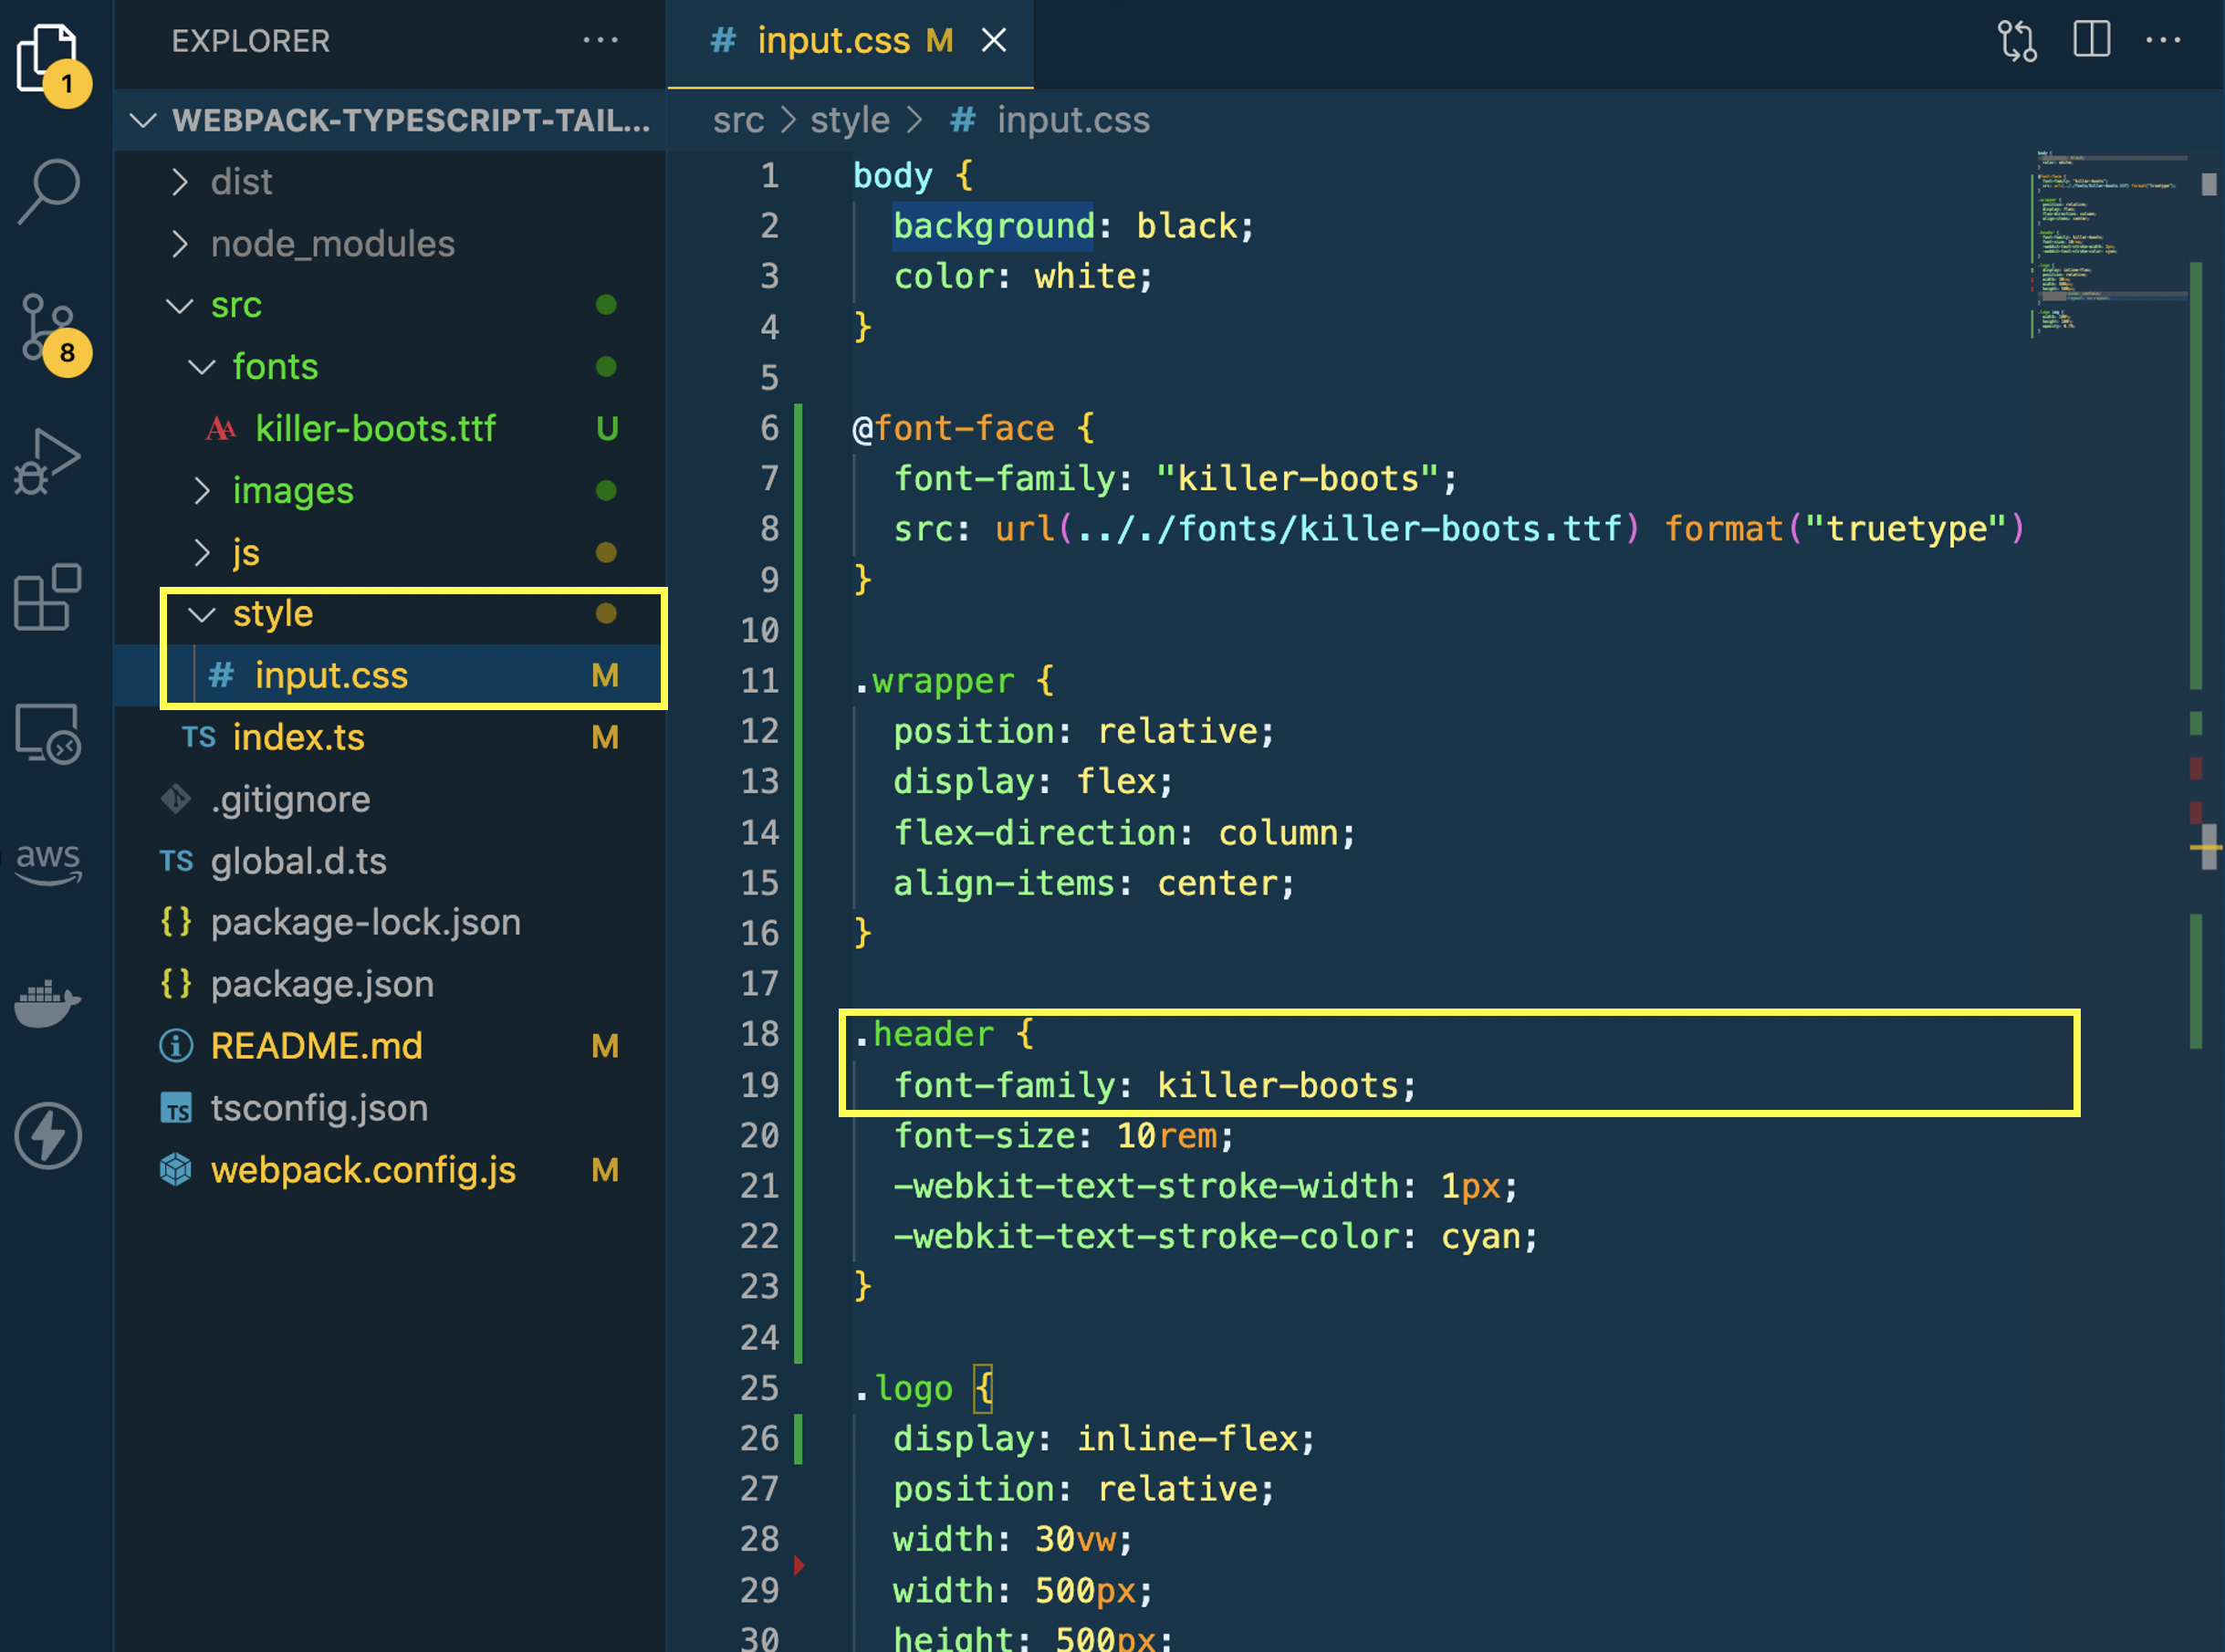 EXPLORER
1
WEBPACK-TYPESCRIPT-TAIL...
dist
node_modules
src
8
fonts
killer-boots.ttf U
images
js
style
# input.css M
TS index.ts M
.gitignore
aws
TS global.d.ts
{} package-lock.json
{} package.json
README.md M
TS tsconfig.json
webpack.config.js M
# input.css M
src > style > # input.css
1 body {
2 background: black;
3 color: white;
4 }
5
6 @font-face {
7 font-family: "killer-boots";
8 src: url(.././fonts/killer-boots.ttf) format("truetype")
9 }
10
11 .wrapper {
12 position: relative;
13 display: flex;
14 flex-direction: column;
15 align-items: center;
16 }
17
18 .header {
19 font-family: killer-boots;
20 font-size: 10rem;
21 -webkit-text-stroke-width: 1px;
22 -webkit-text-stroke-color: cyan;
23 }
24
25 .logo {
26 display: inline-flex;
27 position: relative;
28 width: 30vw;
29 width: 500px;
30 height: 500px;